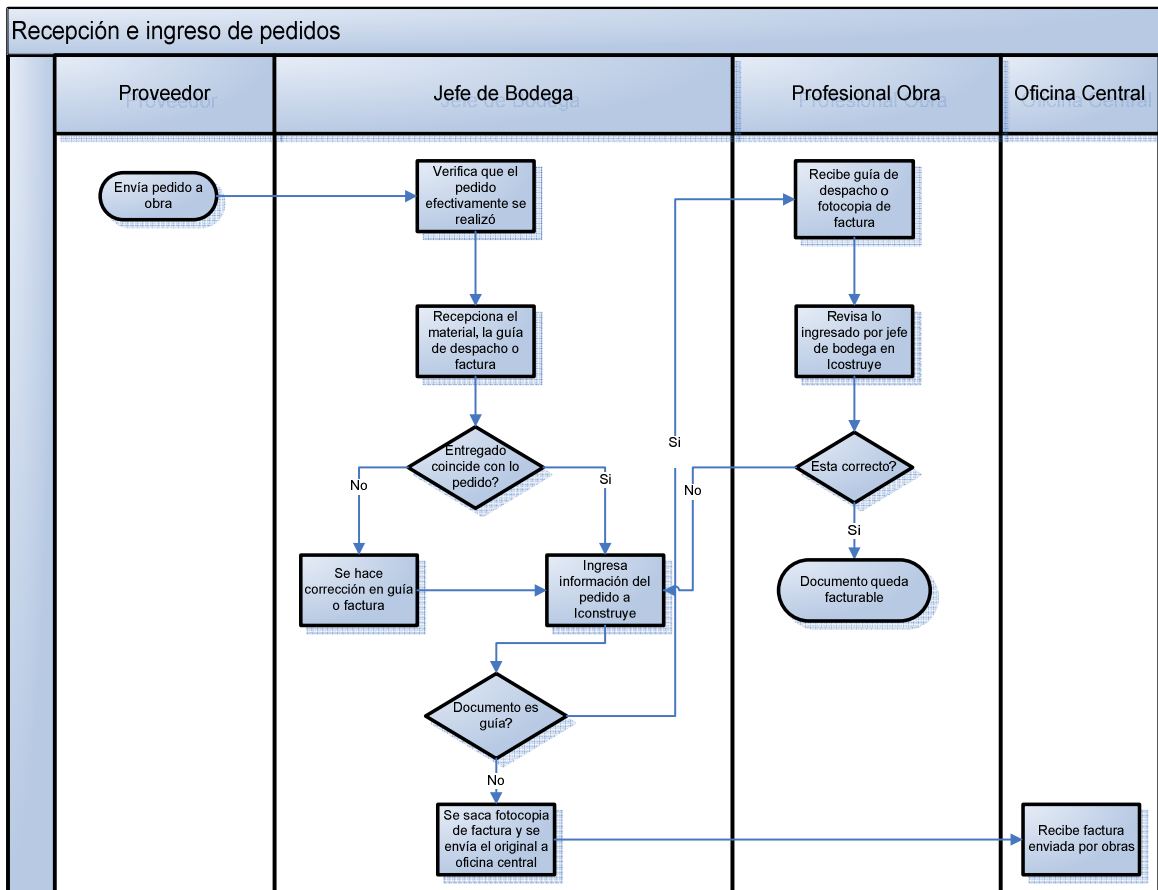 Recepción e ingreso de pedidos
Proveedor
Jefe de Bodega
Profesional Obra
Oficina Central
Envía pedido a
obra
Verifica que el
pedido
efectivamente se
realizó
Recibe guía de
despacho o
fotocopia de
factura
Recepciona el
material, la guía
de despacho o
factura
Revisa lo
ingresado por jefe
de bodega en
Icostruye
Entregado
coincide con lo
pedido?
Si
Esta correcto?
No
Si
No
Si
Se hace
corrección en guía
o factura
Ingresa
información del
pedido a
Iconstruye
Documento queda
facturable
Documento es
guía?
No
Se saca fotocopia
de factura y se
envía el original a
oficina central
Recibe factura
enviada por obras